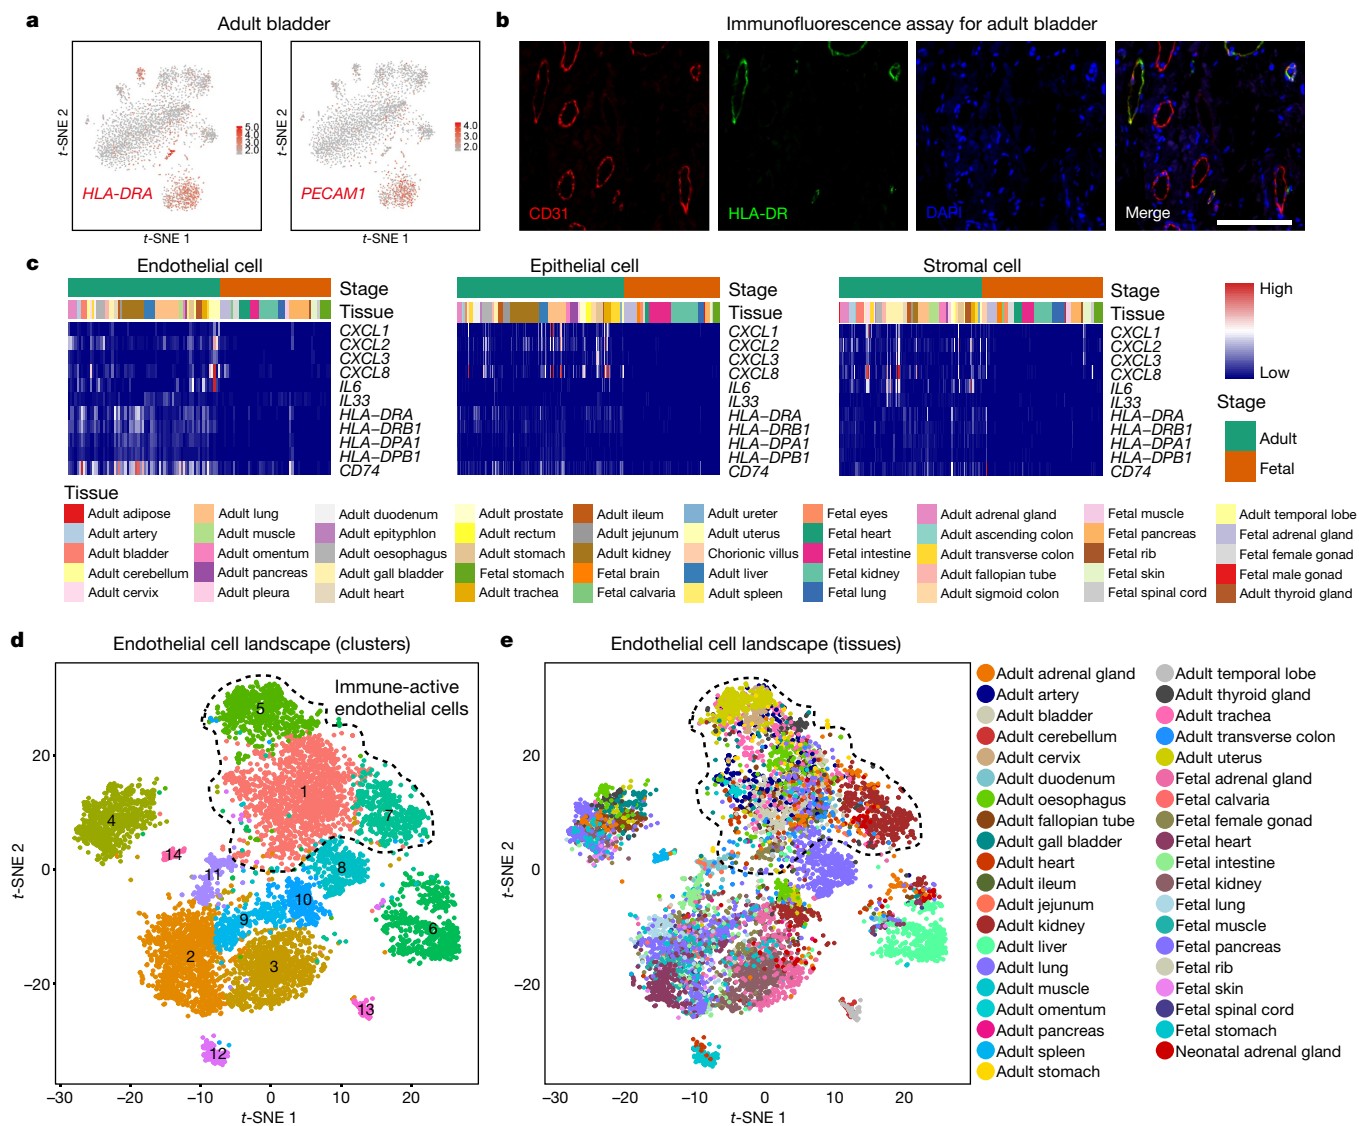 a
Adult bladder
t-SNE 2
HLA-DRA
5.0
4.0
3.0
2.0
t-SNE 1
t-SNE 2
PECAM1
4.0
3.0
2.0
t-SNE 1
b
Immunofluorescence assay for adult bladder
CD31
HLA-DR
DAPI
Merge
c
Endothelial cell
Stage
Tissue
CXCL1
CXCL2
CXCL3
CXCL8
IL6
IL33
HLA−DRA
HLA−DRB1
HLA−DPA1
HLA−DPB1
CD74
Epithelial cell
Stage
Tissue
CXCL1
CXCL2
CXCL3
CXCL8
IL6
IL33
HLA−DRA
HLA−DRB1
HLA−DPA1
HLA−DPB1
CD74
Stromal cell
Stage
Tissue
CXCL1
CXCL2
CXCL3
CXCL8
IL6
IL33
HLA−DRA
HLA−DRB1
HLA−DPA1
HLA−DPB1
CD74
High
Low
Stage
Adult
Fetal
Tissue
Adult adipose
Adult artery
Adult bladder
Adult cerebellum
Adult cervix
Adult lung
Adult muscle
Adult omentum
Adult pancreas
Adult pleura
Adult duodenum
Adult epityphlon
Adult oesophagus
Adult gall bladder
Adult heart
Adult prostate
Adult rectum
Adult stomach
Fetal stomach
Adult trachea
Adult ileum
Adult jejunum
Adult kidney
Fetal brain
Fetal calvaria
Adult ureter
Adult uterus
Chorionic villus
Adult liver
Adult spleen
Fetal eyes
Fetal heart
Fetal intestine
Fetal kidney
Fetal lung
Adult adrenal gland
Adult ascending colon
Adult transverse colon
Adult fallopian tube
Adult sigmoid colon
Fetal muscle
Fetal pancreas
Fetal rib
Fetal skin
Fetal spinal cord
Adult temporal lobe
Fetal adrenal gland
Fetal female gonad
Fetal male gonad
Adult thyroid gland
d
Endothelial cell landscape (clusters)
Immune-active
endothelial cells
5
1
7
4
14
11
8
10
9
6
2
3
13
12
20
0
−20
t-SNE 2
−30
−20
−10
0
10
20
t-SNE 1
e
Endothelial cell landscape (tissues)
20
0
−20
t-SNE 2
−30
−20
−10
0
10
20
t-SNE 1
Adult adrenal gland
Adult artery
Adult bladder
Adult cerebellum
Adult cervix
Adult duodenum
Adult oesophagus
Adult fallopian tube
Adult gall bladder
Adult heart
Adult ileum
Adult jejunum
Adult kidney
Adult liver
Adult lung
Adult muscle
Adult omentum
Adult pancreas
Adult spleen
Adult stomach
Adult temporal lobe
Adult thyroid gland
Adult trachea
Adult transverse colon
Adult uterus
Fetal adrenal gland
Fetal calvaria
Fetal female gonad
Fetal heart
Fetal intestine
Fetal kidney
Fetal lung
Fetal muscle
Fetal pancreas
Fetal rib
Fetal skin
Fetal spinal cord
Fetal stomach
Neonatal adrenal gland